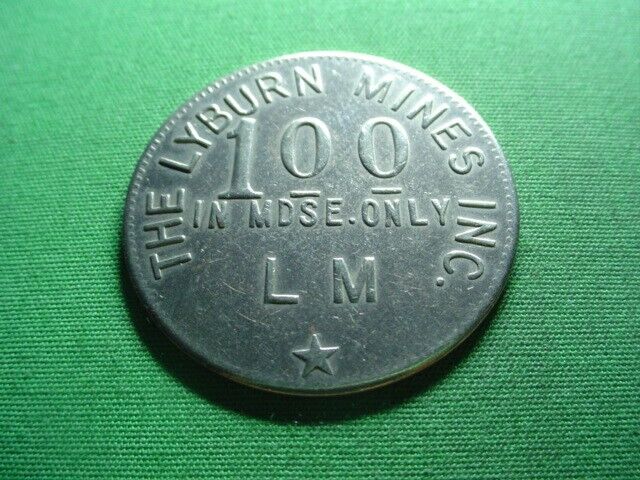 THE LYBURN MINES INC.
100
IN MDSE. ONLY
L M